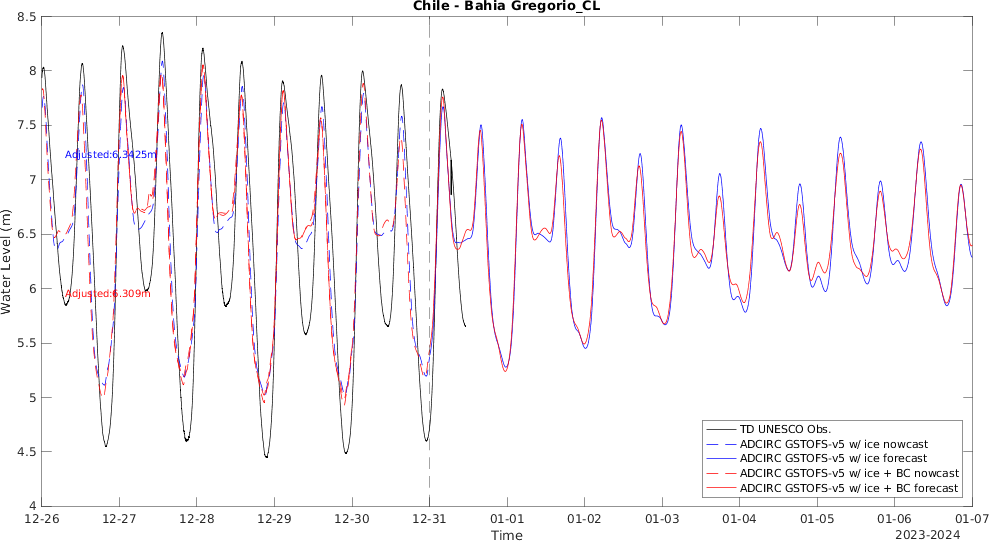 Chile - Bahia Gregorio_CL
8.5
8
7.5
7
6.5
6
5.5
5
4.5
4
Water Level (m)
Adjusted:6.3425m
Adjusted:6.309m
TD UNESCO Obs.
ADCIRC GSTOFS-v5 w/ ice nowcast
ADCIRC GSTOFS-v5 w/ ice forecast
ADCIRC GSTOFS-v5 w/ ice + BC nowcast
ADCIRC GSTOFS-v5 w/ ice + BC forecast
12-26 12-27 12-28 12-29 12-30 12-31 01-01 01-02 01-03 01-04 01-05 01-06 01-07
Time
2023-2024